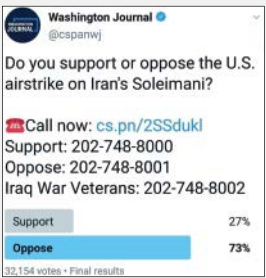 WASHINGTON
JOURNAL
Washington Journal
@cspanwj
Do you support or oppose the U.S.
airstrike on Iran's Soleimani?
☎Call now: cs.pn/2SSdukl
Support: 202-748-8000
Oppose: 202-748-8001
Iraq War Veterans: 202-748-8002
Support 27%
Oppose 73%
32,154 votes • Final results